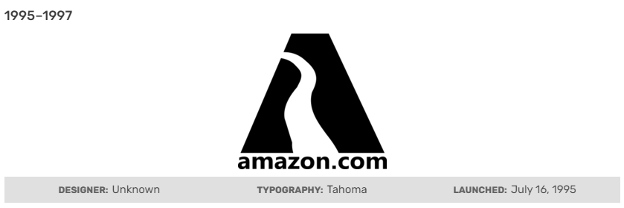 1995–1997
amazon.com
DESIGNER: Unknown TYPOGRAPHY: Tahoma LAUNCHED: July 16, 1995